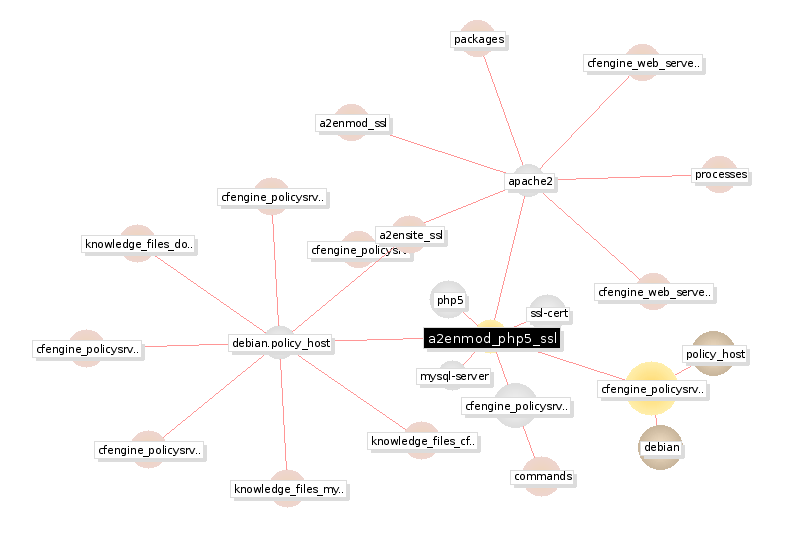 packages
cfengine_web_serve..
a2enmod_ssl
processes
apache2
cfengine_policysrv..
a2ensite_ssl
knowledge_files_do..
cfengine_policysrv.
cfengine_web_serve..
php5
ssl-cert
a2enmod_php5_ssl
debian.policy_host
cfengine_policysrv..
policy_host
mysql-server
cfengine_policysrv..
cfengine_policysrv..
knowledge_files_cf..
debian
cfengine_policysrv..
commands
knowledge_files_my..